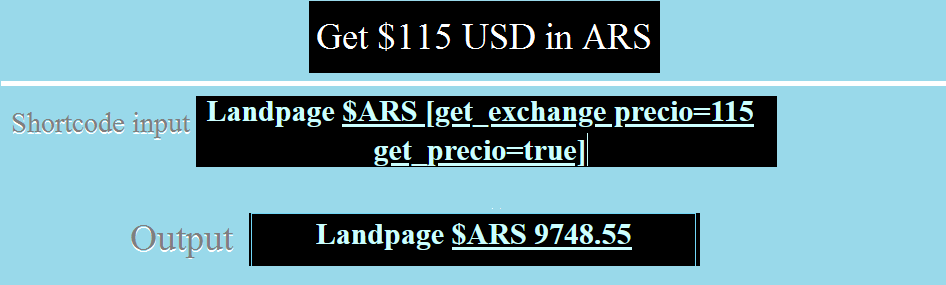 Get $115 USD in ARS
Shortcode input
Landpage $ARS [get_exchange precio=115
get_precio=true]
Output
Landpage $ARS 9748.55